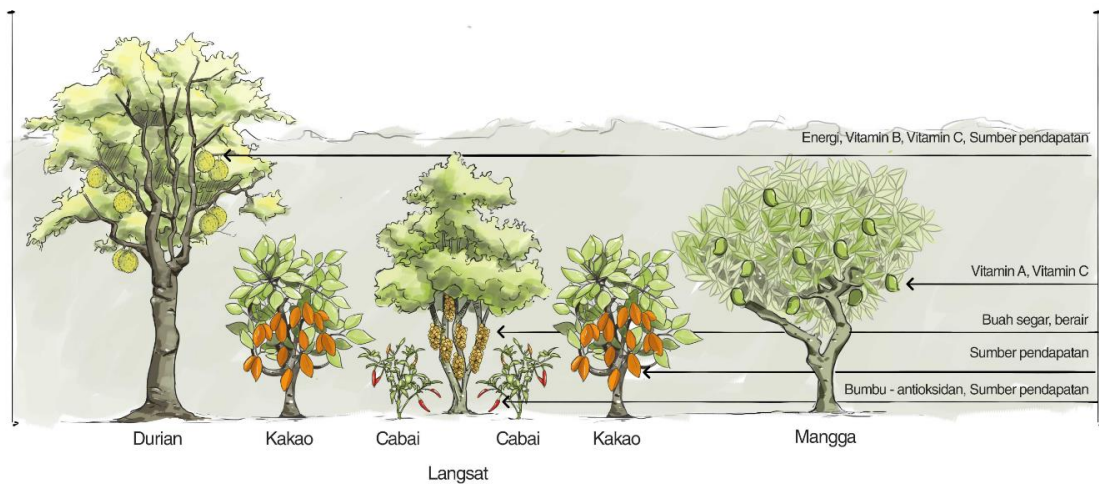 Energi, Vitamin B, Vitamin C, Sumber pendapatan
Vitamin A, Vitamin C
Buah segar, berair
Sumber pendapatan
Bumbu - antioksidan, Sumber pendapatan
Durian
Kakao
Cabai
Cabai
Kakao
Mangga
Langsat